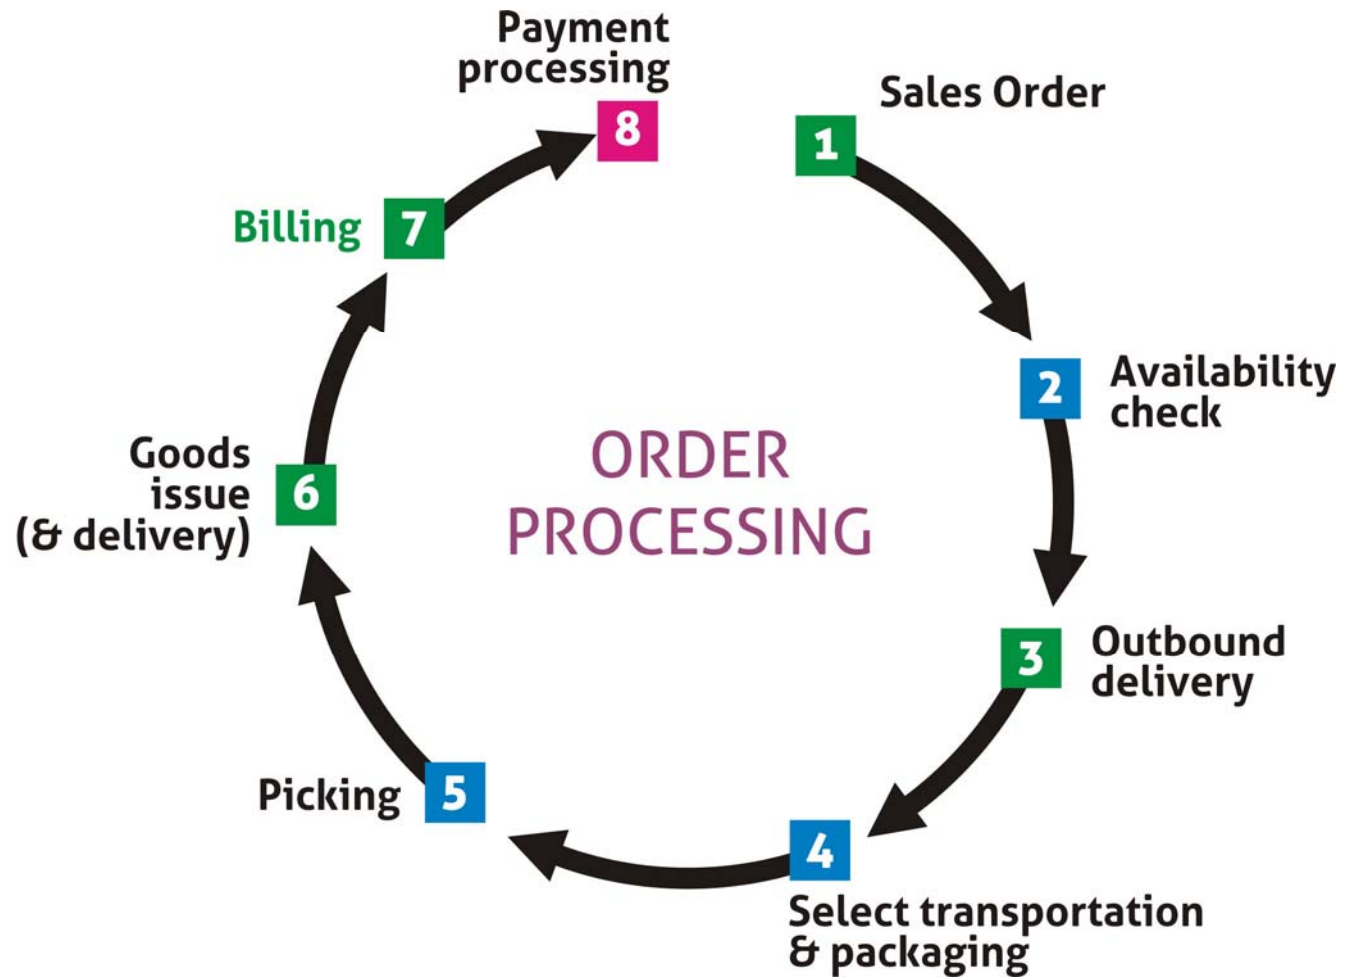 1
Sales Order
2
Availability
check
3
Outbound
delivery
4
Select transportation
& packaging
5
Picking
6
Goods
issue
(& delivery)
7
Billing
8
Payment
processing
ORDER
PROCESSING